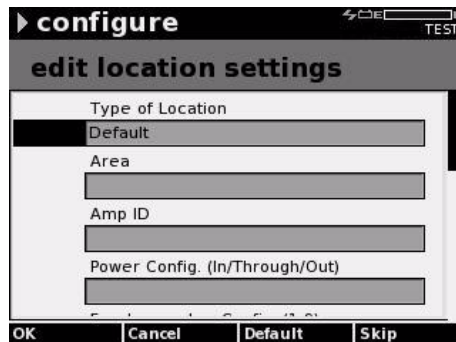 configure
E
TEST
edit location settings
Type of Location
Default
Area
Amp ID
Power Config. (In/Through/Out)
OK Cancel Default Skip